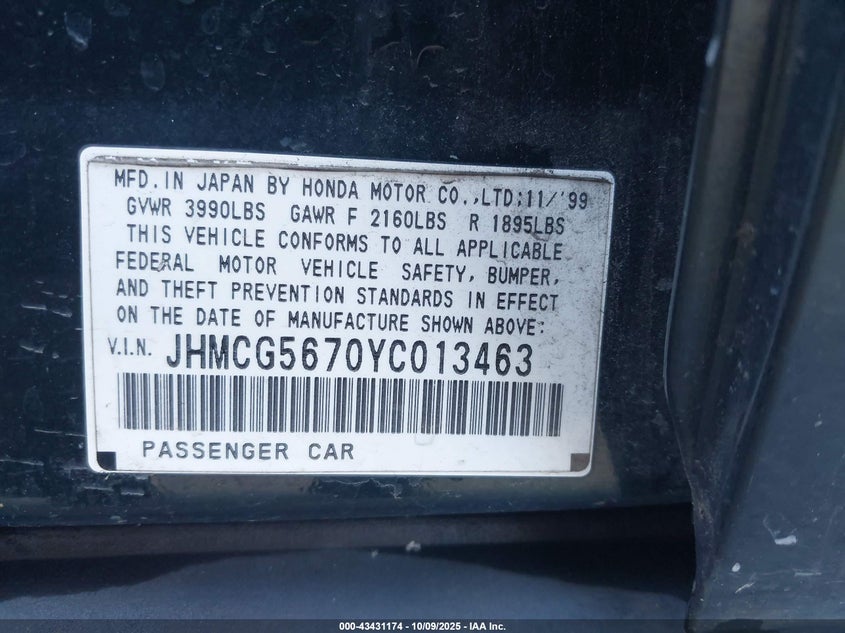 MFD. IN JAPAN BY HONDA MOTOR CO.,LTD; 11/'99
GVWR 3990LBS GAWR F 2160LBS R 1895LBS
THIS VEHICLE CONFORMS TO ALL APPLICABLE
FEDERAL MOTOR VEHICLE SAFETY, BUMPER,
AND THEFT PREVENTION STANDARDS IN EFFECT
ON THE DATE OF MANUFACTURE SHOWN ABOVE:
V.I.N. JHMCG5670YC013463
PASSENGER CAR
000-43431174 | 10/09/2025 – IAA Inc.